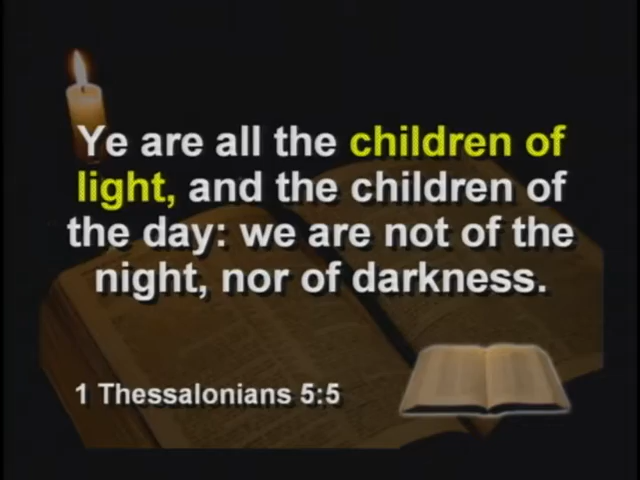 Ye are all the children of
light, and the children of
the day: we are not of the
night, nor of darkness.
1 Thessalonians 5:5